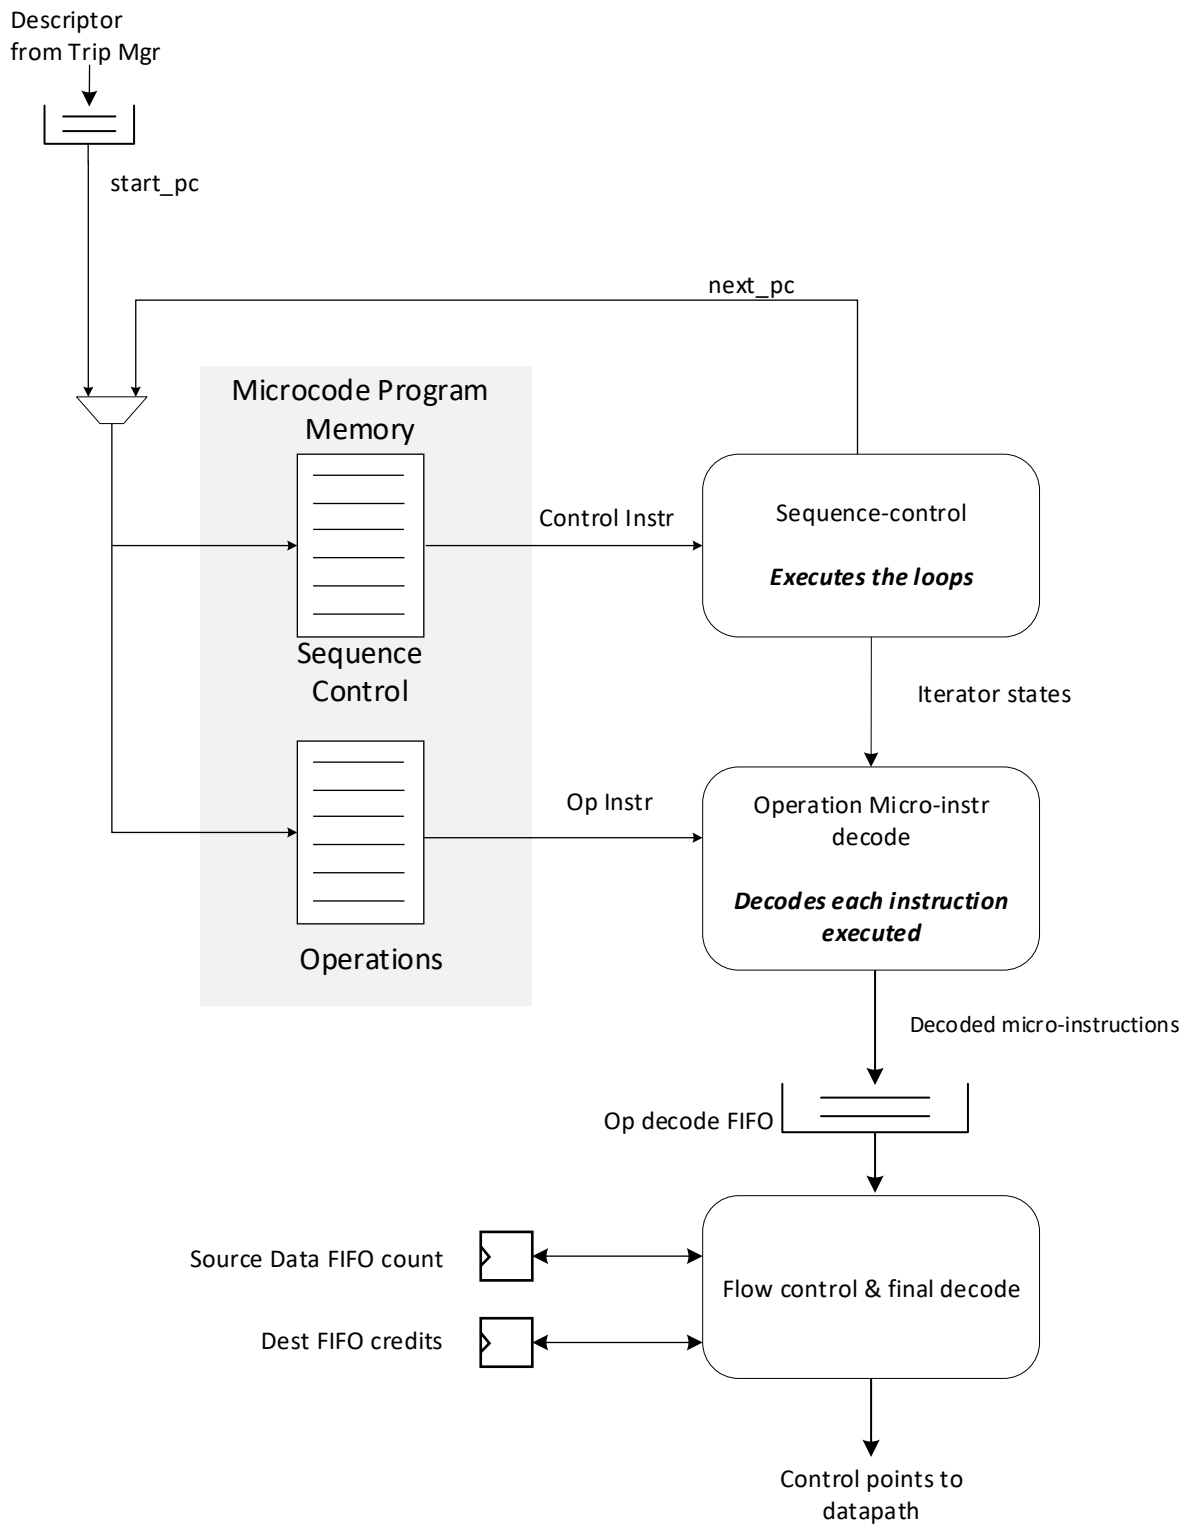 Descriptor
from Trip Mgr
start_pc
next_pc
Microcode Program
Memory
Control Instr
Sequence-control
Executes the loops
Sequence
Control
Iterator states
Op Instr
Operation Micro-instr
decode
Decodes each instruction
executed
Operations
Decoded micro-instructions
Op decode FIFO
Source Data FIFO count
Flow control & final decode
Dest FIFO credits
Control points to
datapath